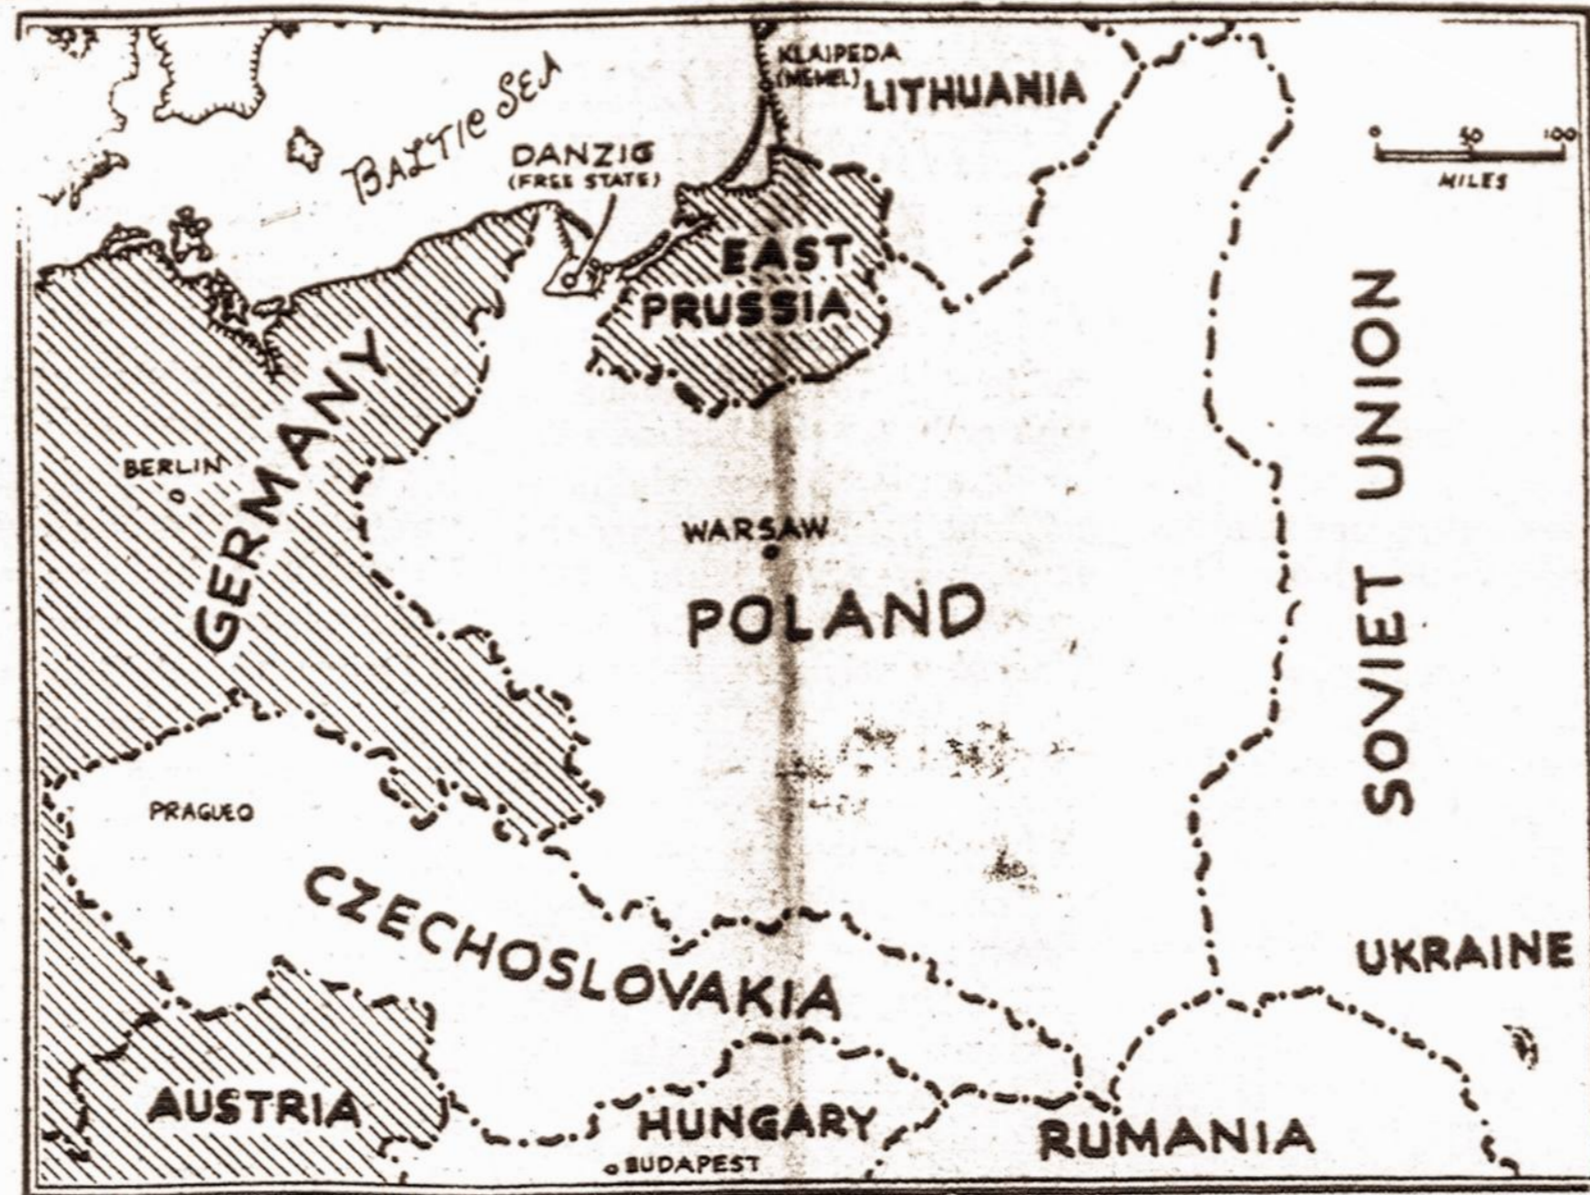 KLAIPEDA
(MEMEL)
LITHUANIA
BALTIC SEA
DANZIG
(FREE STATE)
0 50 100
MILES
EAST
PRUSSIA
GERMANY
BERLIN
WARSAW
POLAND
SOVIET UNION
PRAGUE
CZECHOSLOVAKIA
UKRAINE
AUSTRIA
HUNGARY
BUDAPEST
RUMANIA